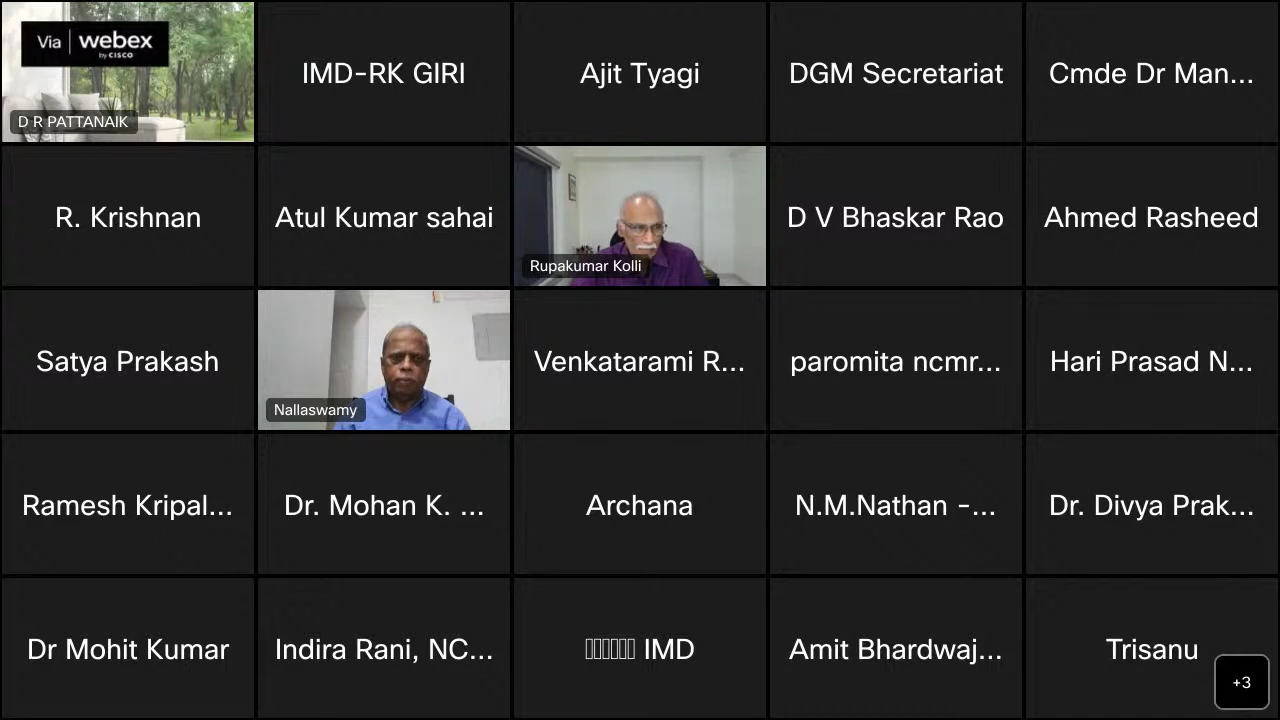 Via webex
by CISCO
D R PATTANAIK
IMD-RK GIRI
Ajit Tyagi
DGM Secretariat
Cmde Dr Man...
R. Krishnan
Atul Kumar sahai
Rupakumar Kolli
D V Bhaskar Rao
Ahmed Rasheed
Satya Prakash
Nallaswamy
Venkatarami R...
paromita ncmr...
Hari Prasad N...
Ramesh Kripal...
Dr. Mohan K. ...
Archana
N.M.Nathan -...
Dr. Divya Prak...
Dr Mohit Kumar
Indira Rani, NC...
IMD
Amit Bhardwaj...
Trisanu
+3